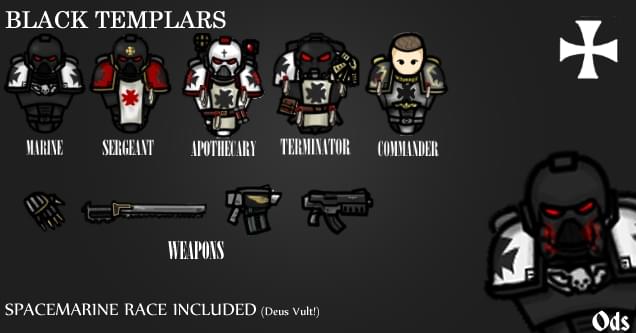 BLACK TEMPLARS
MARINE
SERGEANT
APOTHECARY
TERMINATOR
COMMANDER
WEAPONS
SPACEMARINE RACE INCLUDED (Deus Vult!)
Ods